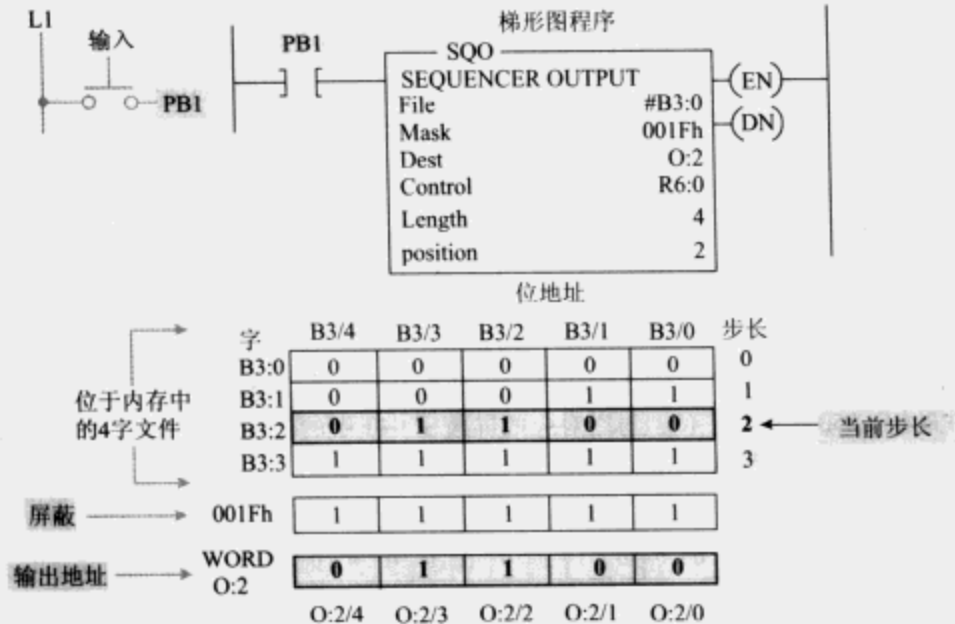 L1
输入
PB1
梯形图程序
PB1
SQO
SEQUENCER OUTPUT
File #B3:0
Mask 001Fh
Dest O:2
Control R6:0
Length 4
position 2
(EN)
(DN)
位地址
字 B3/4 B3/3 B3/2 B3/1 B3/0 步长
B3:0 0 0 0 0 0 0
B3:1 0 0 0 1 1 1
B3:2 0 1 1 0 0 2 当前步长
B3:3 1 1 1 1 1 3
位于内存中
的4字文件
屏蔽 001Fh 1 1 1 1 1
输出地址 WORD
O:2 0 1 1 0 0
O:2/4 O:2/3 O:2/2 O:2/1 O:2/0